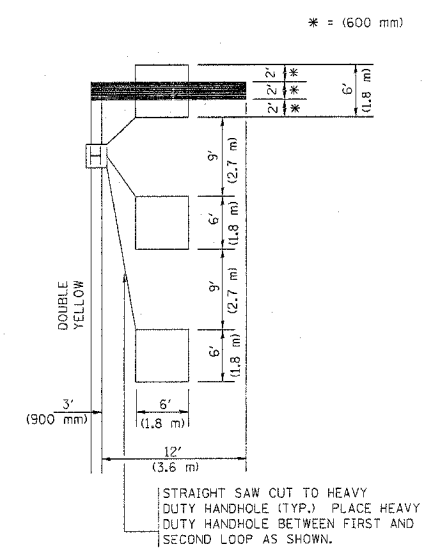 * = (600 mm)
2' *
2' *
2' *
6'
(1.8 m)
9'
(2.7 m)
H
6'
(1.8 m)
9'
(2.7 m)
DOUBLE
YELLOW
6'
(1.8 m)
3'
(900 mm)
6'
(1.8 m)
12'
(3.6 m)
STRAIGHT SAW CUT TO HEAVY
DUTY HANDHOLE (TYP.) PLACE HEAVY
DUTY HANDHOLE BETWEEN FIRST AND
SECOND LOOP AS SHOWN.